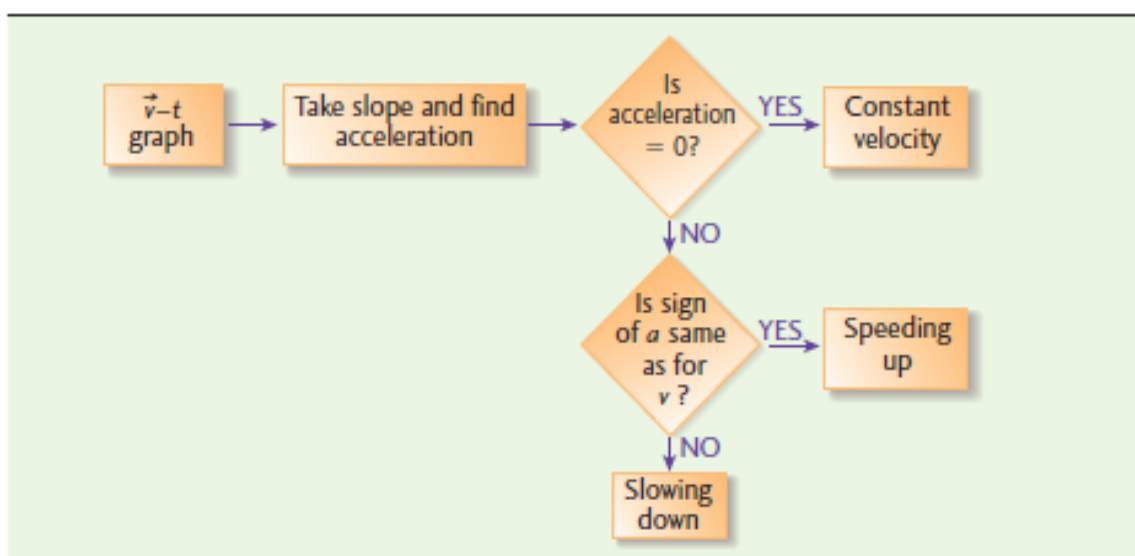 v⃗–t
graph
Take slope and find
acceleration
Is
acceleration
= 0?
YES
Constant
velocity
NO
Is sign
of a same
as for
v ?
YES
Speeding
up
NO
Slowing
down